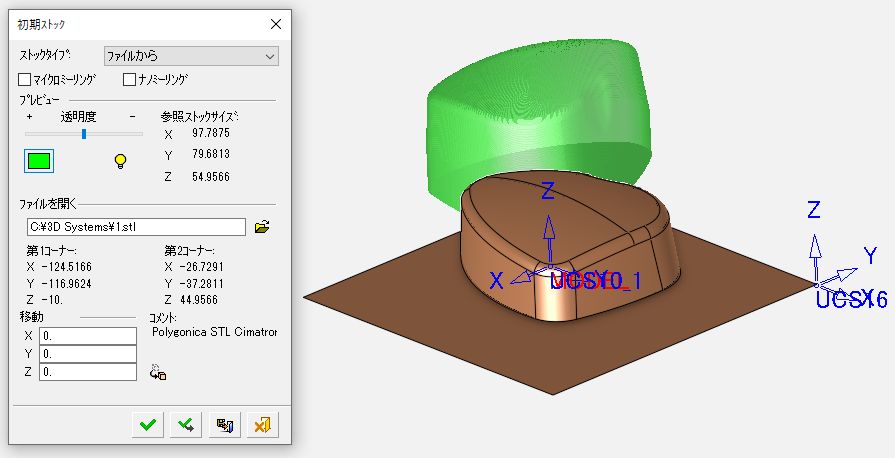 初期ｽﾄｯｸ
ストックタイプ: ファイルから
マイクロミーリング ナノミーリング
プレビュー
+ 透明度 - 参照ストックサイズ:
X 97.7875
Y 79.6813
Z 54.9566
ファイルを開く
C:¥3D Systems¥1.stl
第1コーナー: 第2コーナー:
X -124.5166 X -26.7291
Y -116.9624 Y -37.2811
Z -10. Z 44.9566
移動 コメント:
X 0. Polygonica STL Cimatron
Y 0.
Z 0.
Z
X
Z
Y
X
UCS16